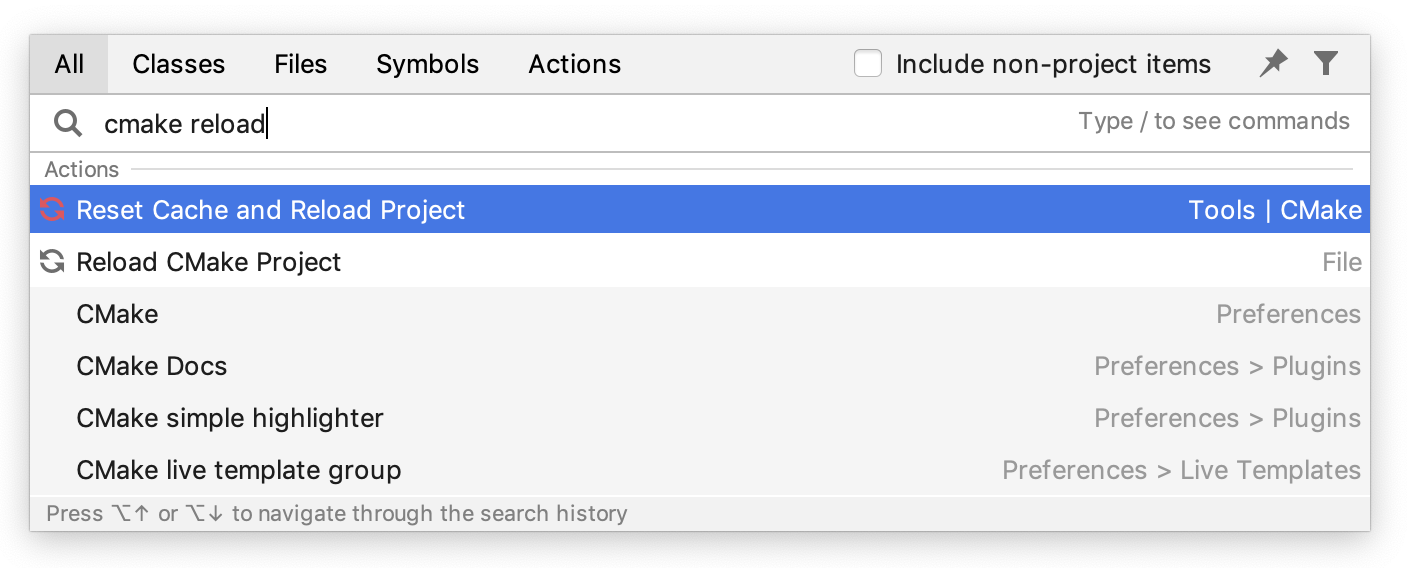 All Classes Files Symbols Actions Include non-project items
cmake reload Type / to see commands
Actions
Reset Cache and Reload Project Tools | CMake
Reload CMake Project File
CMake Preferences
CMake Docs Preferences > Plugins
CMake simple highlighter Preferences > Plugins
CMake live template group Preferences > Live Templates
Press ⌥↑ or ⌥↓ to navigate through the search history